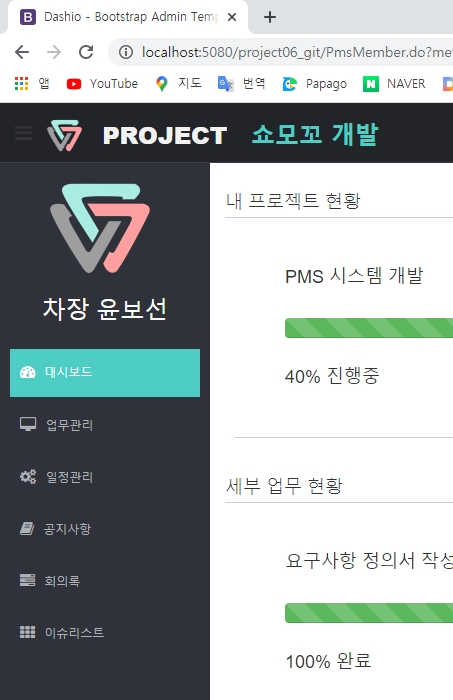 Dashio - Bootstrap Admin Temp
localhost:5080/project06_git/PmsMember.do?me
앱 YouTube 지도 번역 Papago NAVER
PROJECT 쇼모꼬 개발
차장 윤보선
대시보드
업무관리
일정관리
공지사항
회의록
이슈리스트
내 프로젝트 현황
PMS 시스템 개발
40% 진행중
세부 업무 현황
요구사항 정의서 작성
100% 완료